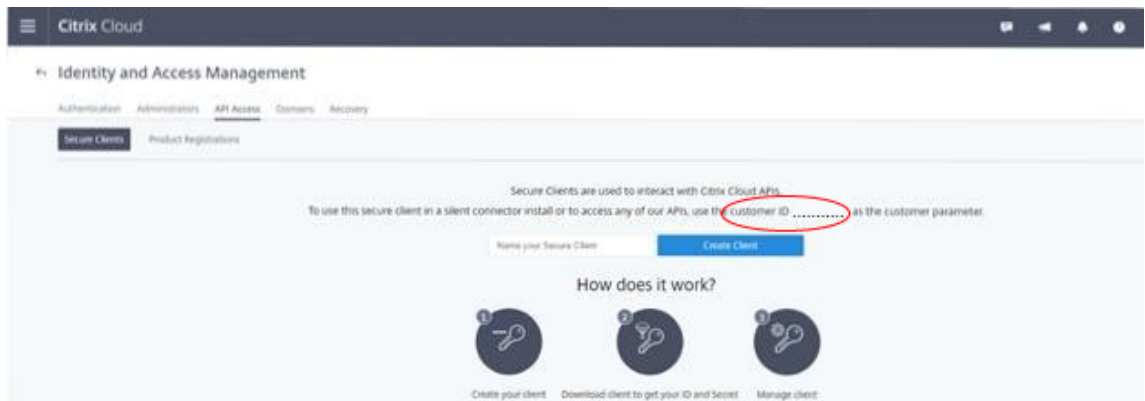 Citrix Cloud
Identity and Access Management
Authentication Administrators API Access Domains Recovery
Secure Clients Product Registrations
Secure Clients are used to interact with Citrix Cloud APIs.
To use this secure client in a silent connector install or to access any of our APIs, use the customer ID ........... as the customer parameter.
Name your Secure Client Create Client
How does it work?
1 2 3
Create your client Download client to get your ID and Secret Manage client